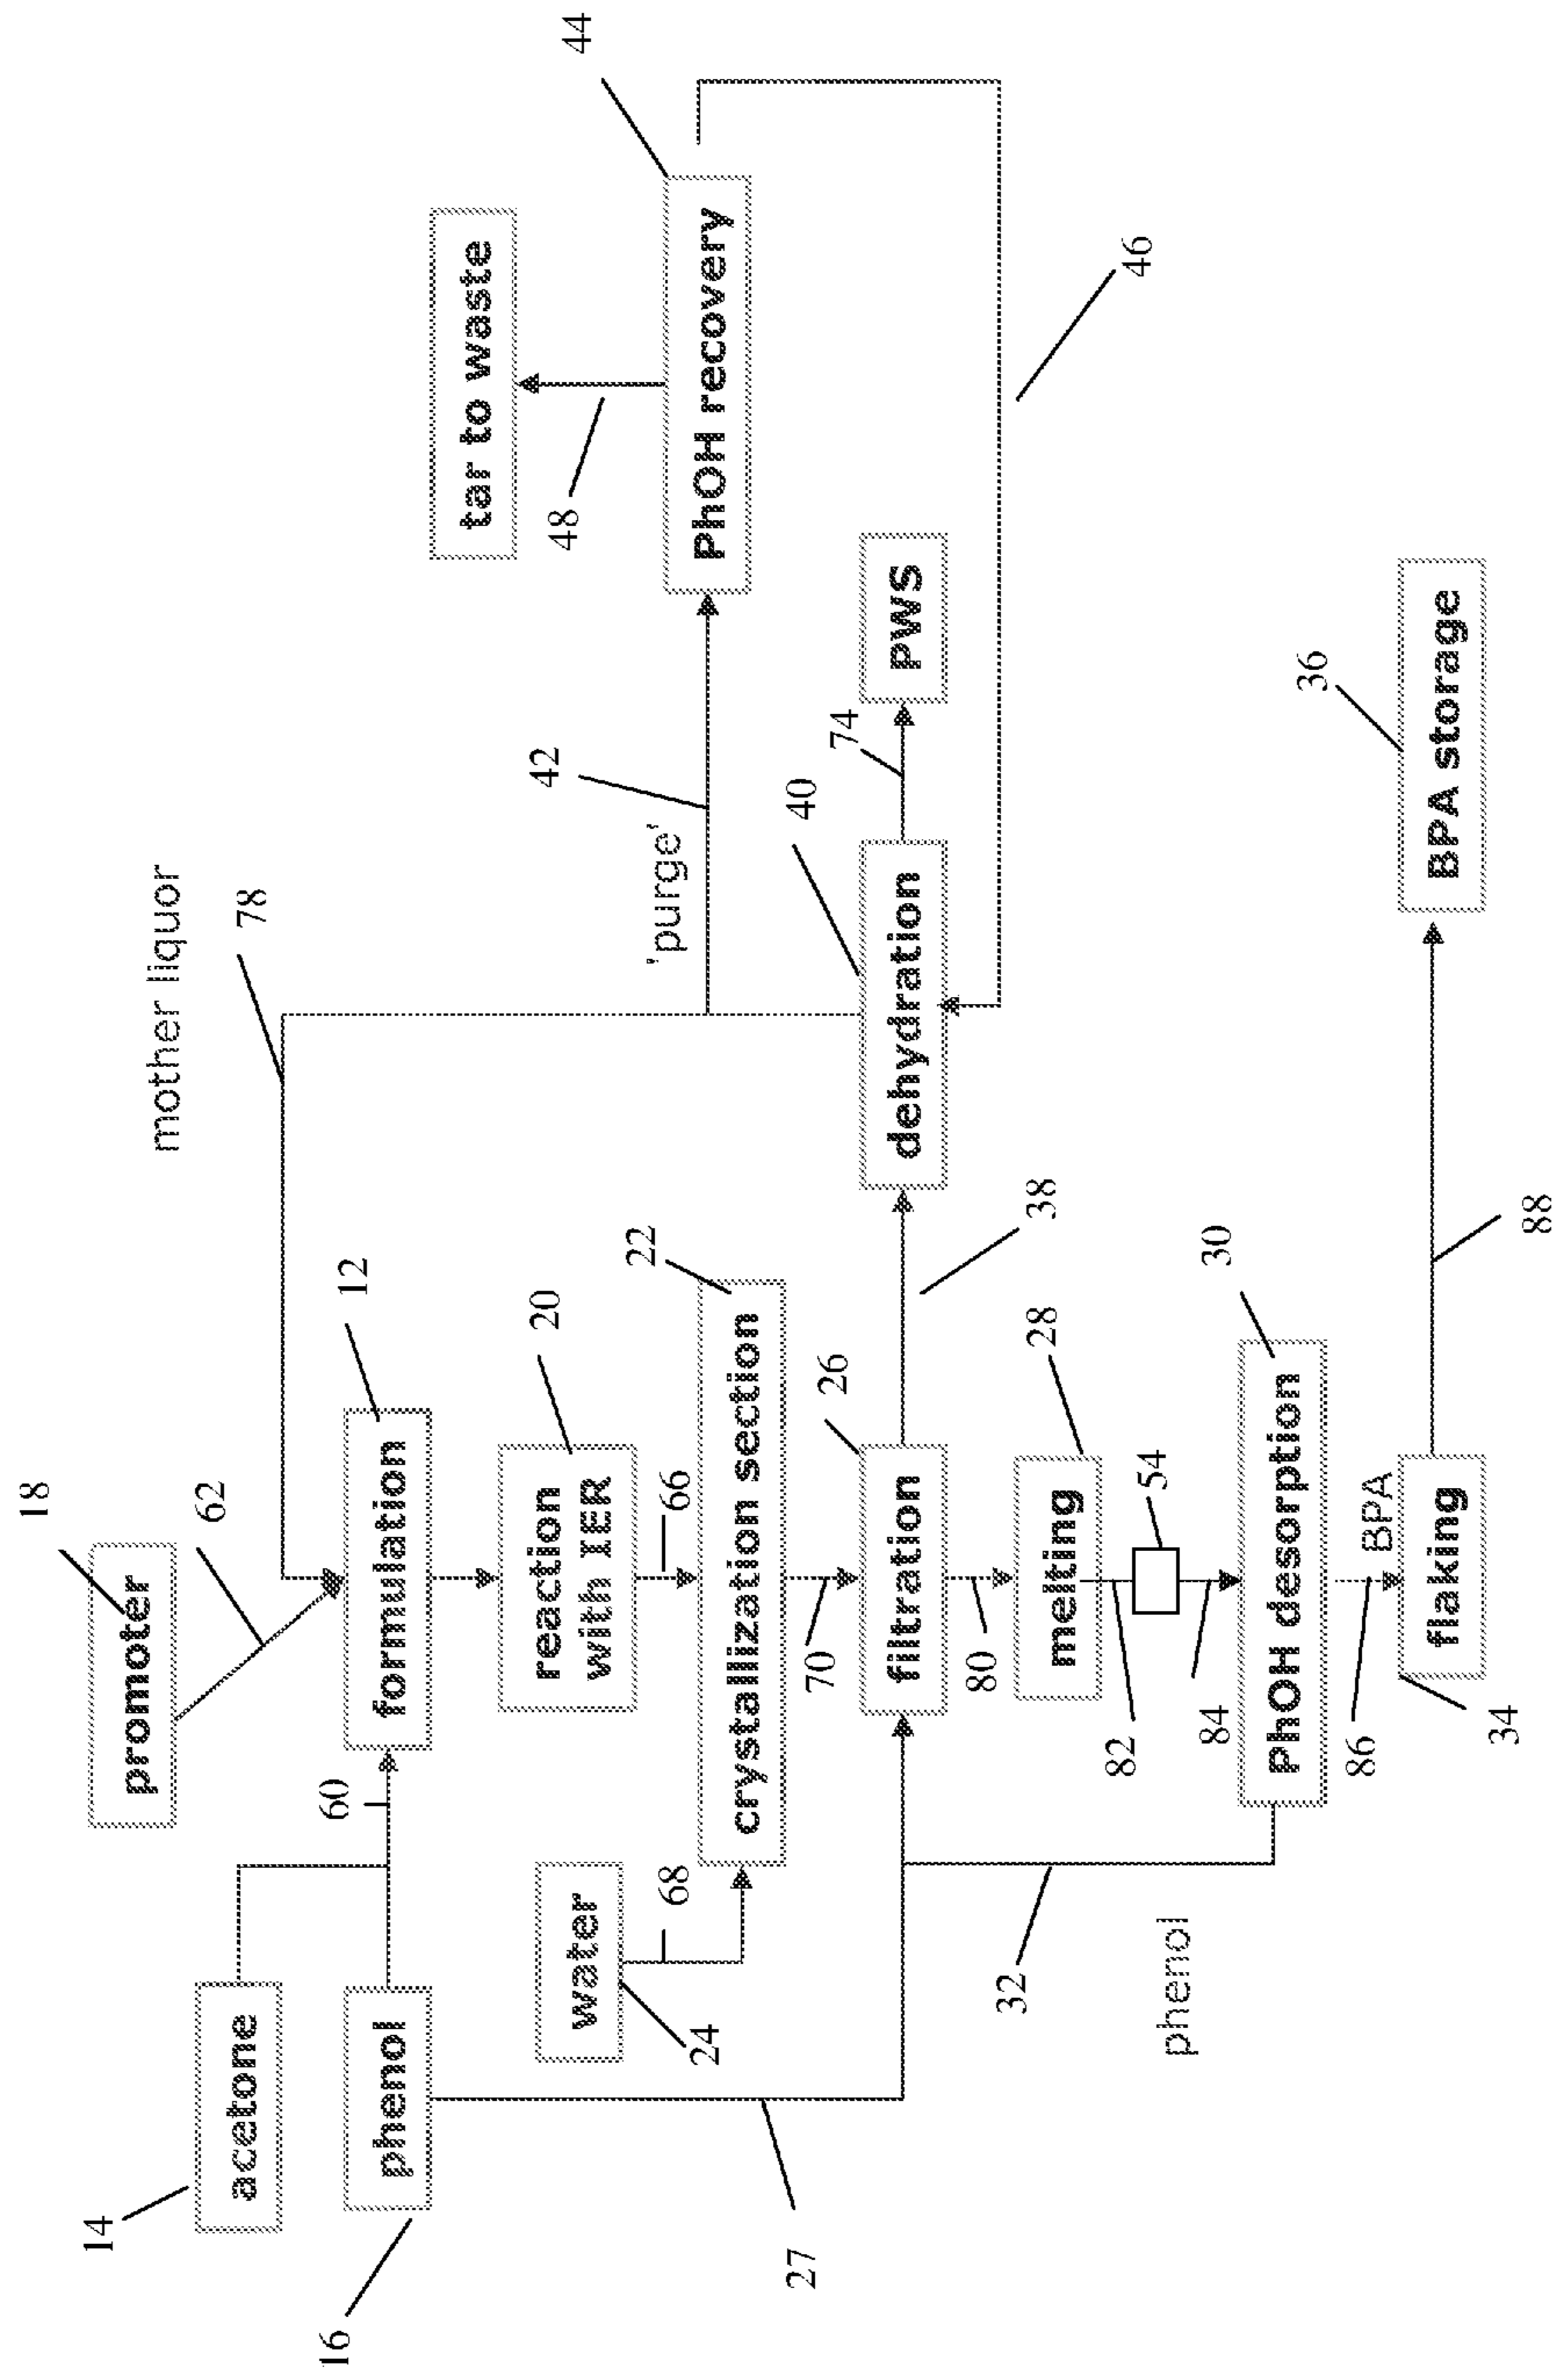 18
promoter
62
mother liquor
78
14
acetone
60
12
formulation
16
phenol
20
reaction
with IER
66
24
water
68
22
crystallization section
70
'purge'
42
48
tar to waste
44
PhOH recovery
27
26
filtration
38
40
dehydration
74
PWS
46
80
28
melting
82
54
84
32
phenol
30
PhOH desorption
86
BPA
34
flaking
88
36
BPA storage